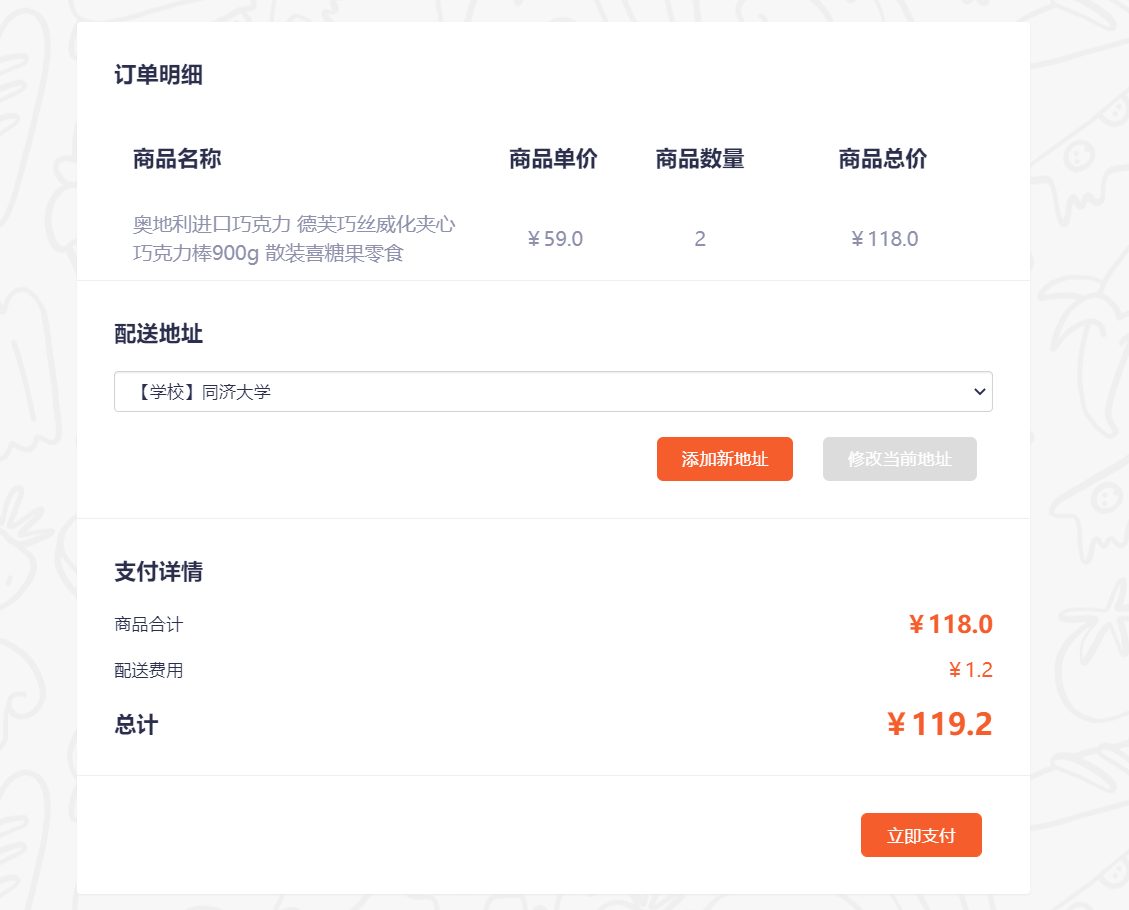 订单明细
商品名称 商品单价 商品数量 商品总价
奥地利进口巧克力 德芙巧丝威化夹心
巧克力棒900g 散装喜糖果零食
¥59.0 2 ¥118.0
配送地址
【学校】同济大学
添加新地址 修改当前地址
支付详情
商品合计 ¥118.0
配送费用 ¥1.2
总计 ¥119.2
立即支付